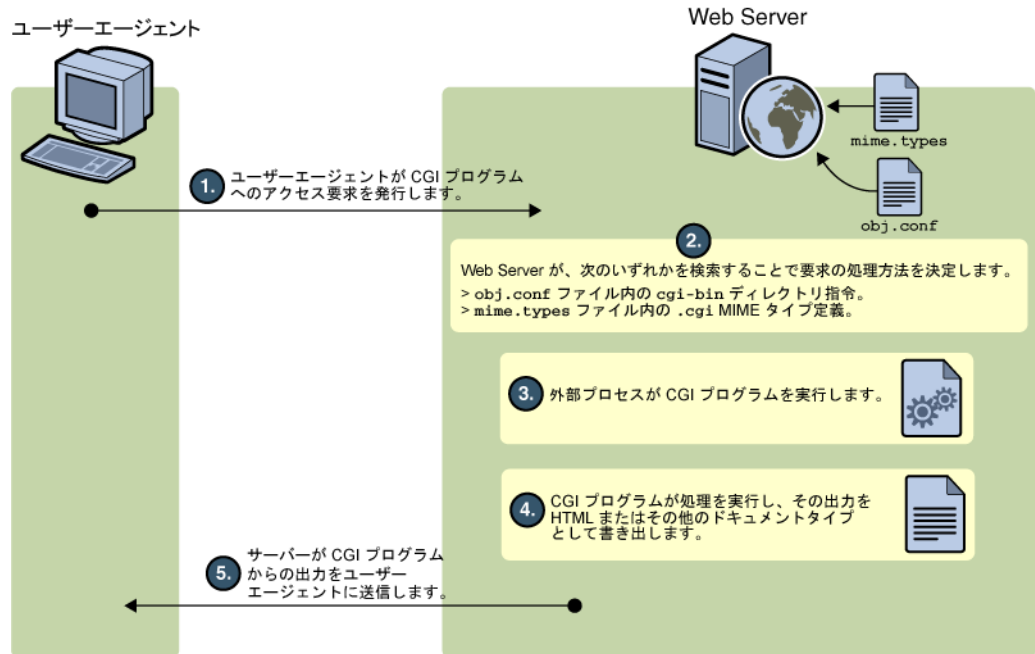 ユーザーエージェント
Web Server
mime.types
obj.conf
1.
ユーザーエージェントが CGI プログラム
へのアクセス要求を発行します。
2.
Web Server が、次のいずれかを検索することで要求の処理方法を決定します。
> obj.conf ファイル内の cgi-bin ディレクトリ指令。
> mime.types ファイル内の .cgi MIME タイプ定義。
3.
外部プロセスが CGI プログラムを実行します。
4.
CGI プログラムが処理を実行し、その出力を
HTML またはその他のドキュメントタイプ
として書き出します。
5.
サーバーが CGI プログラム
からの出力をユーザー
エージェントに送信します。